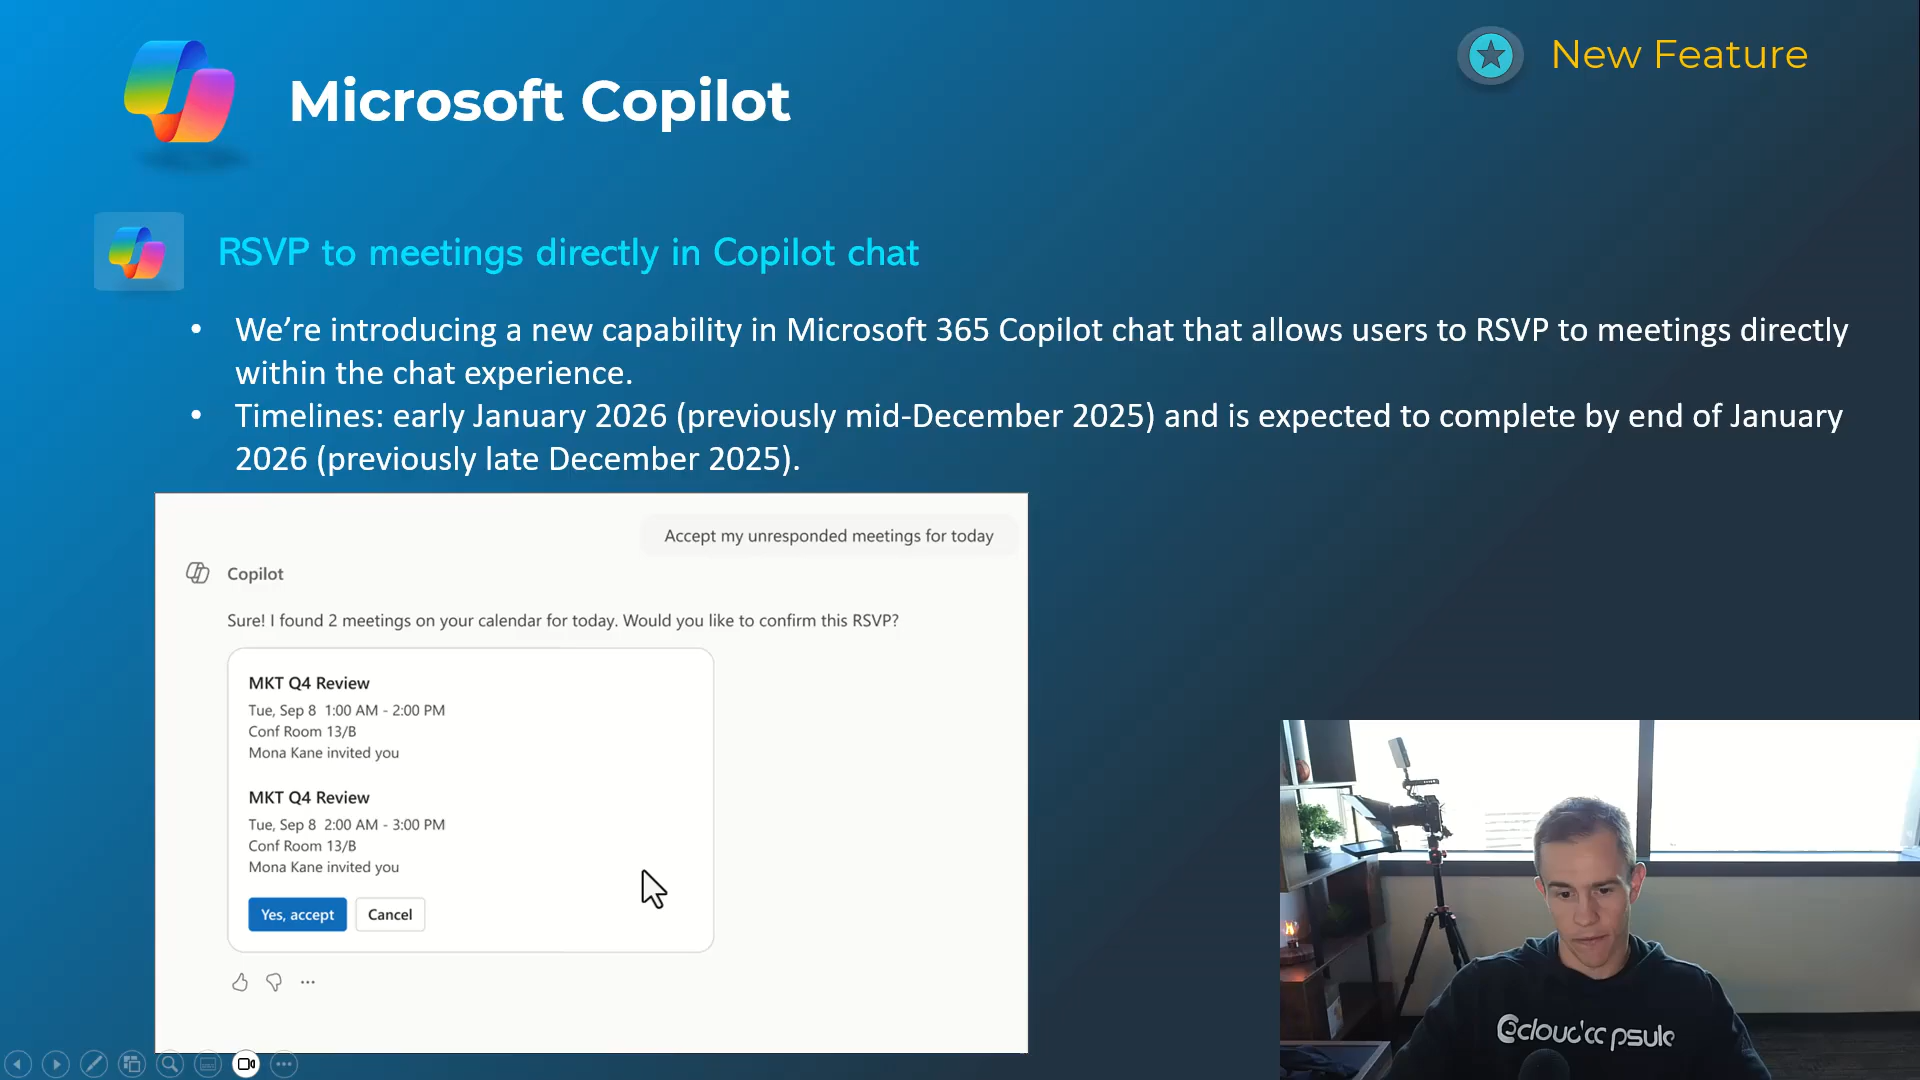 New Feature
Microsoft Copilot
RSVP to meetings directly in Copilot chat
• We’re introducing a new capability in Microsoft 365 Copilot chat that allows users to RSVP to meetings directly
within the chat experience.
• Timelines: early January 2026 (previously mid-December 2025) and is expected to complete by end of January
2026 (previously late December 2025).
Accept my unresponded meetings for today
Copilot
Sure! I found 2 meetings on your calendar for today. Would you like to confirm this RSVP?
MKT Q4 Review
Tue, Sep 8 1:00 AM - 2:00 PM
Conf Room 13/B
Mona Kane invited you
MKT Q4 Review
Tue, Sep 8 2:00 AM - 3:00 PM
Conf Room 13/B
Mona Kane invited you
Yes, accept
Cancel